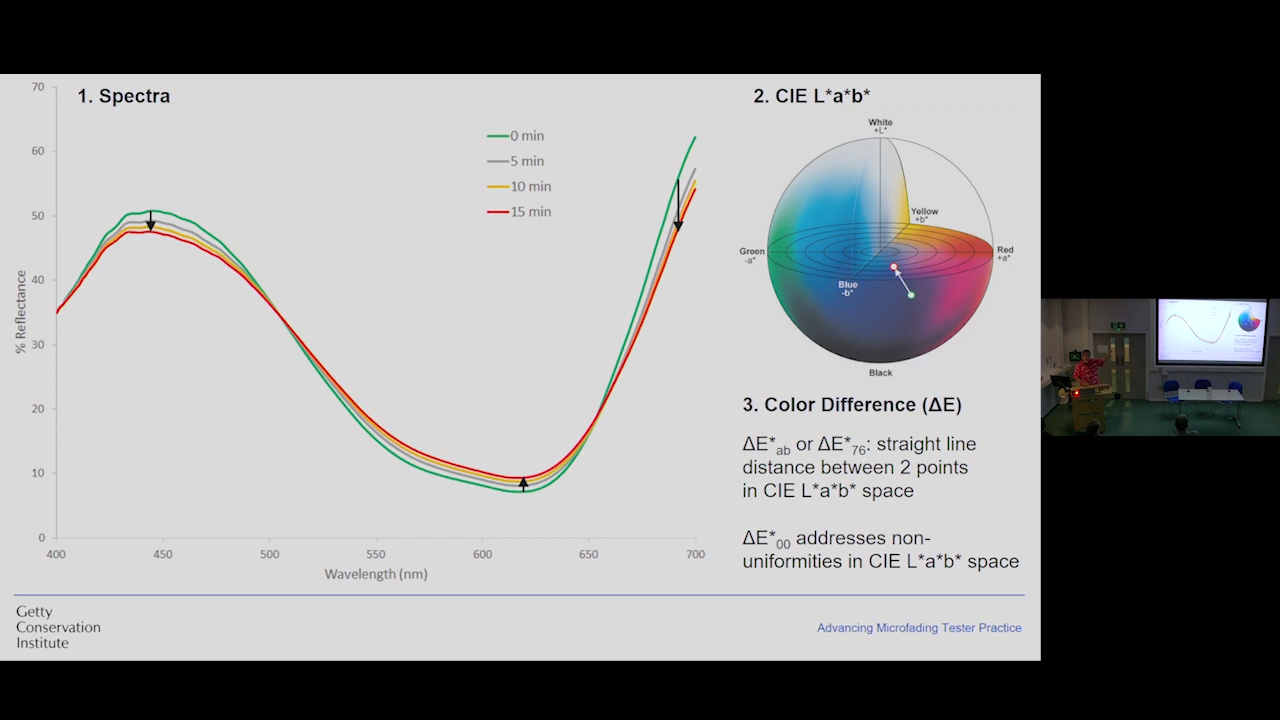 1. Spectra
70
60
50
40
30
20
10
0
% Reflectance
400
450
500
550
600
650
700
Wavelength (nm)
0 min
5 min
10 min
15 min
2. CIE L*a*b*
White
+L*
Yellow
+b*
Green
-a*
Red
+a*
Blue
-b*
Black
3. Color Difference (ΔE)
ΔE*ab or ΔE*76: straight line
distance between 2 points
in CIE L*a*b* space
ΔE*00 addresses non-
uniformities in CIE L*a*b* space
Getty
Conservation
Institute
Advancing Microfading Tester Practice